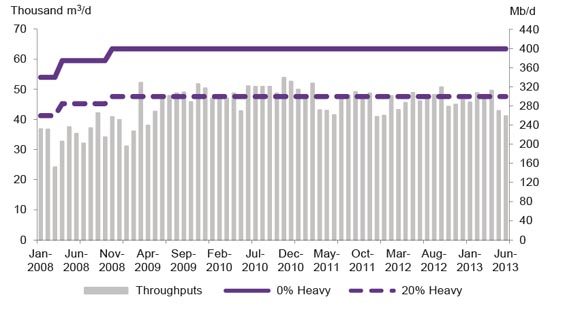 Thousand m³/d
Mb/d
70
60
50
40
30
20
10
0
440
400
360
320
280
240
200
160
120
80
40
0
Jan-2008
Jun-2008
Nov-2008
Apr-2009
Sep-2009
Feb-2010
Jul-2010
Dec-2010
May-2011
Oct-2011
Mar-2012
Aug-2012
Jan-2013
Jun-2013
Throughputs
0% Heavy
20% Heavy